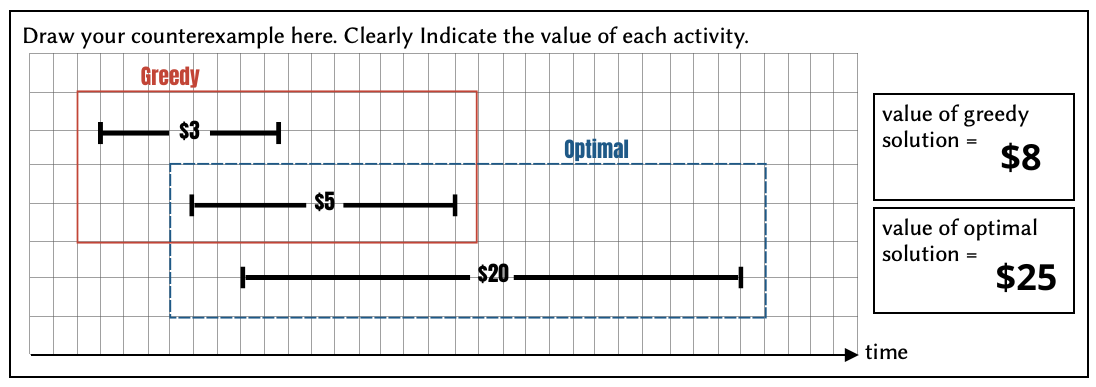 Draw your counterexample here. Clearly Indicate the value of each activity.
Greedy
$3
Optimal
$5
$20
time
value of greedy
solution =
$8
value of optimal
solution =
$25